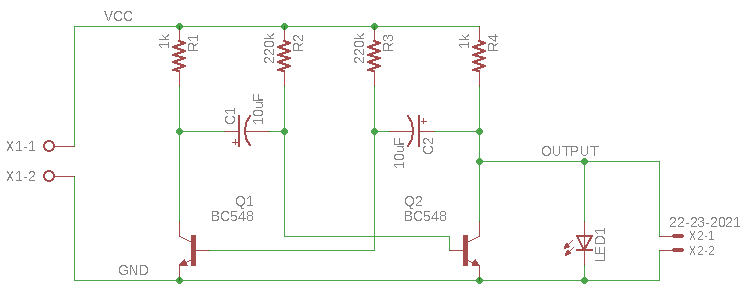 VCC
1k
R1
220k
R2
220k
R3
1k
R4
C1
10uF
+
+
10uF
C2
X1-1
X1-2
OUTPUT
Q1
BC548
Q2
BC548
LED1
22-23-2021
X2-1
X2-2
GND